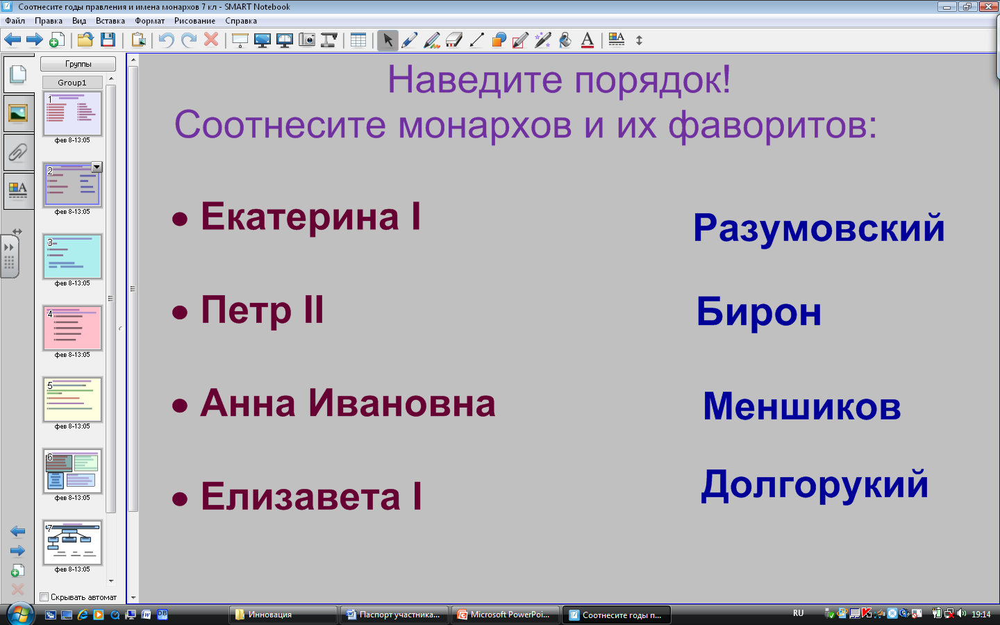 Соотнесите годы правления и имена монархов 7 кл - SMART Notebook
Файл Правка Вид Вставка Формат Рисование Справка
Группы
Group1
1
фев 8-13:05
2
фев 8-13:05
3
фев 8-13:05
4
фев 8-13:05
5
фев 8-13:05
6
фев 8-13:05
7
фев 8-13:05
Скрывать автомат
Наведите порядок!
Соотнесите монархов и их фаворитов:
• Екатерина I
Разумовский
• Петр II
Бирон
• Анна Ивановна
Меншиков
• Елизавета I
Долгорукий
Инновация
Паспорт участника...
Microsoft PowerPoi...
Соотнесите годы п...
RU
19:14